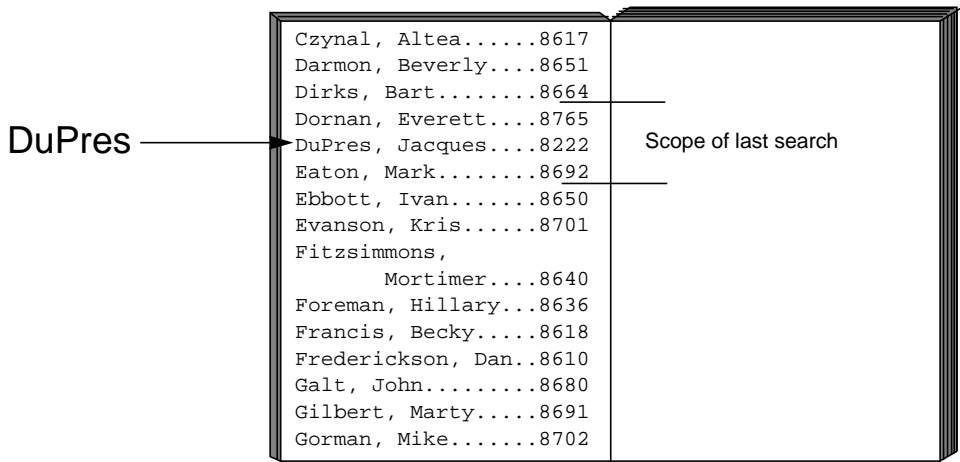 Czynal, Altea......8617
Darmon, Beverly....8651
Dirks, Bart........8664
Dornan, Everett....8765
DuPres
DuPres, Jacques....8222
Scope of last search
Eaton, Mark........8692
Ebbott, Ivan.......8650
Evanson, Kris......8701
Fitzsimmons,
Mortimer....8640
Foreman, Hillary...8636
Francis, Becky.....8618
Frederickson, Dan..8610
Galt, John.........8680
Gilbert, Marty.....8691
Gorman, Mike.......8702